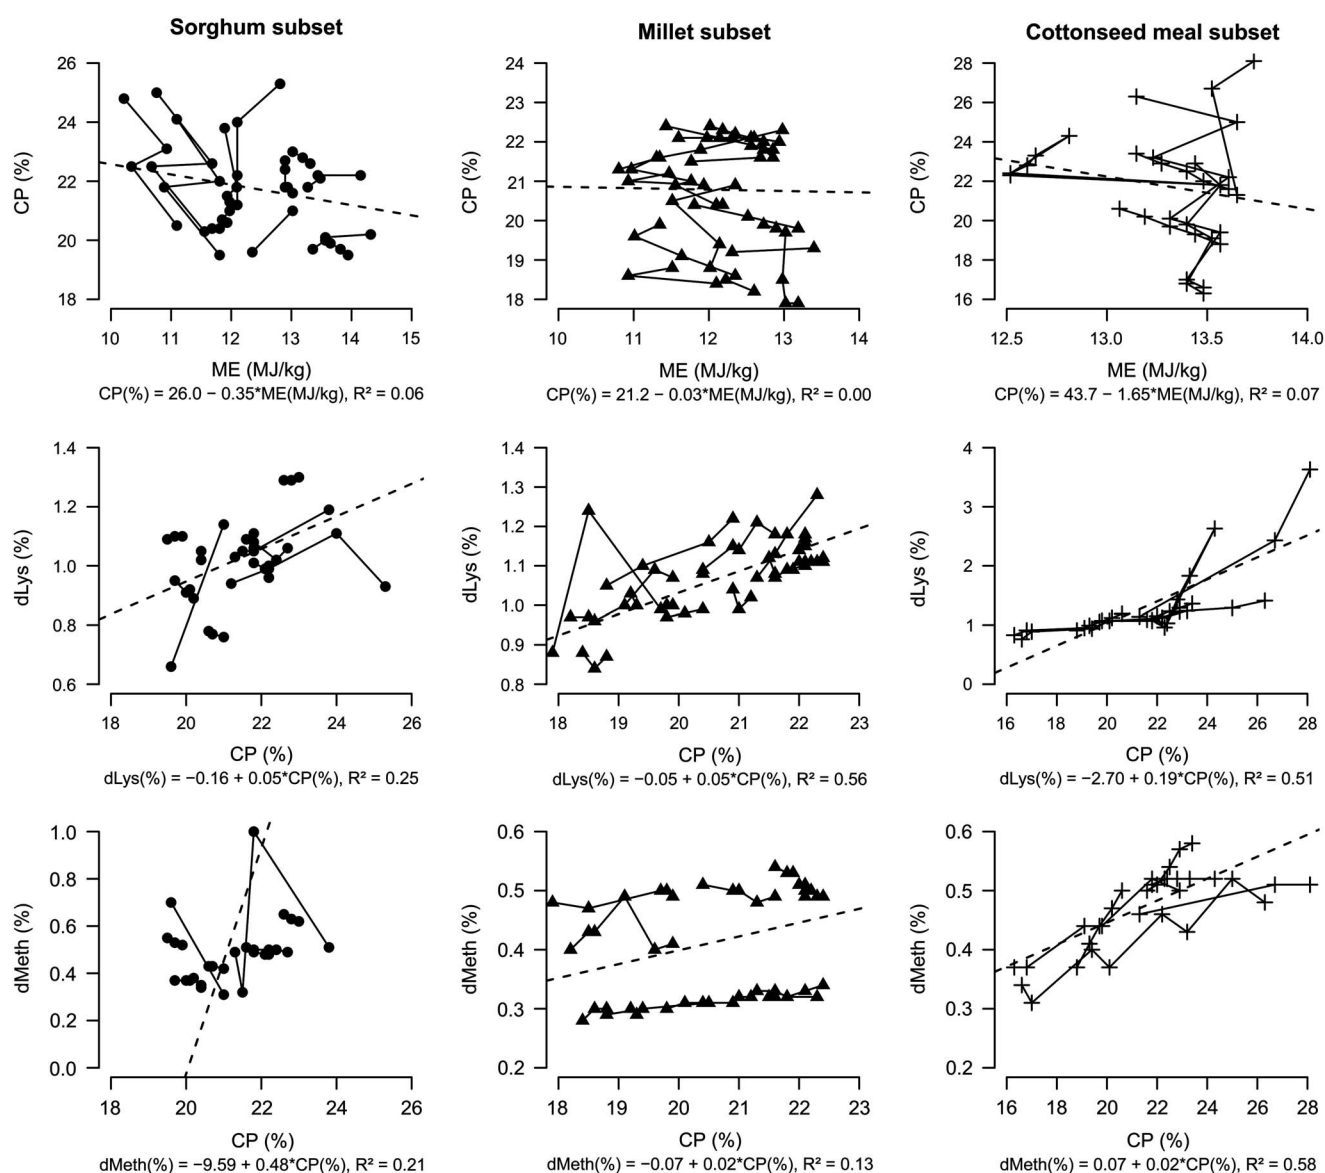 Sorghum subset
Millet subset
Cottonseed meal subset
CP (%)
26
24
22
20
18
10 11 12 13 14 15
ME (MJ/kg)
CP(%) = 26.0 − 0.35*ME(MJ/kg), R² = 0.06
CP (%)
24
23
22
21
20
19
18
10 11 12 13 14
ME (MJ/kg)
CP(%) = 21.2 − 0.03*ME(MJ/kg), R² = 0.00
CP (%)
28
26
24
22
20
18
16
12.5 13.0 13.5 14.0
ME (MJ/kg)
CP(%) = 43.7 − 1.65*ME(MJ/kg), R² = 0.07
dLys (%)
1.4
1.2
1.0
0.8
0.6
18 20 22 24 26
CP (%)
dLys(%) = −0.16 + 0.05*CP(%), R² = 0.25
dLys (%)
1.4
1.3
1.2
1.1
1.0
0.9
0.8
18 19 20 21 22 23
CP (%)
dLys(%) = −0.05 + 0.05*CP(%), R² = 0.56
dLys (%)
4
3
2
1
0
16 18 20 22 24 26 28
CP (%)
dLys(%) = −2.70 + 0.19*CP(%), R² = 0.51
dMeth (%)
1.0
0.8
0.6
0.4
0.2
0.0
18 20 22 24 26
CP (%)
dMeth(%) = −9.59 + 0.48*CP(%), R² = 0.21
dMeth (%)
0.6
0.5
0.4
0.3
0.2
18 19 20 21 22 23
CP (%)
dMeth(%) = −0.07 + 0.02*CP(%), R² = 0.13
dMeth (%)
0.6
0.5
0.4
0.3
0.2
16 18 20 22 24 26 28
CP (%)
dMeth(%) = 0.07 + 0.02*CP(%), R² = 0.58